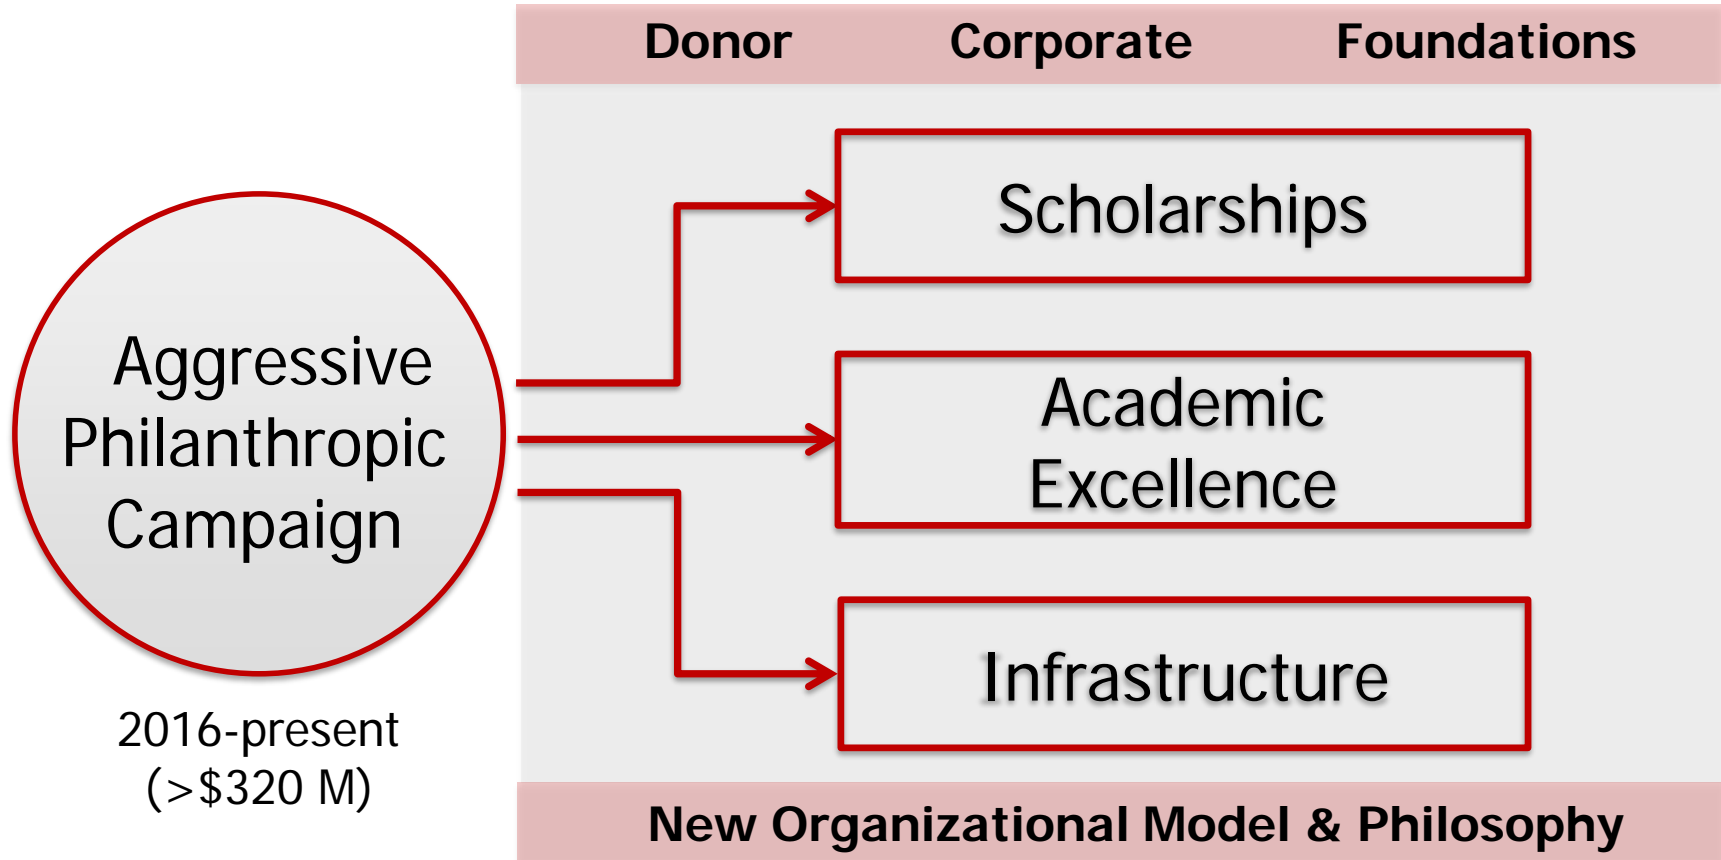 Donor Corporate Foundations
Aggressive
Philanthropic
Campaign
2016-present
(>$320 M)
Scholarships
Academic
Excellence
Infrastructure
New Organizational Model & Philosophy